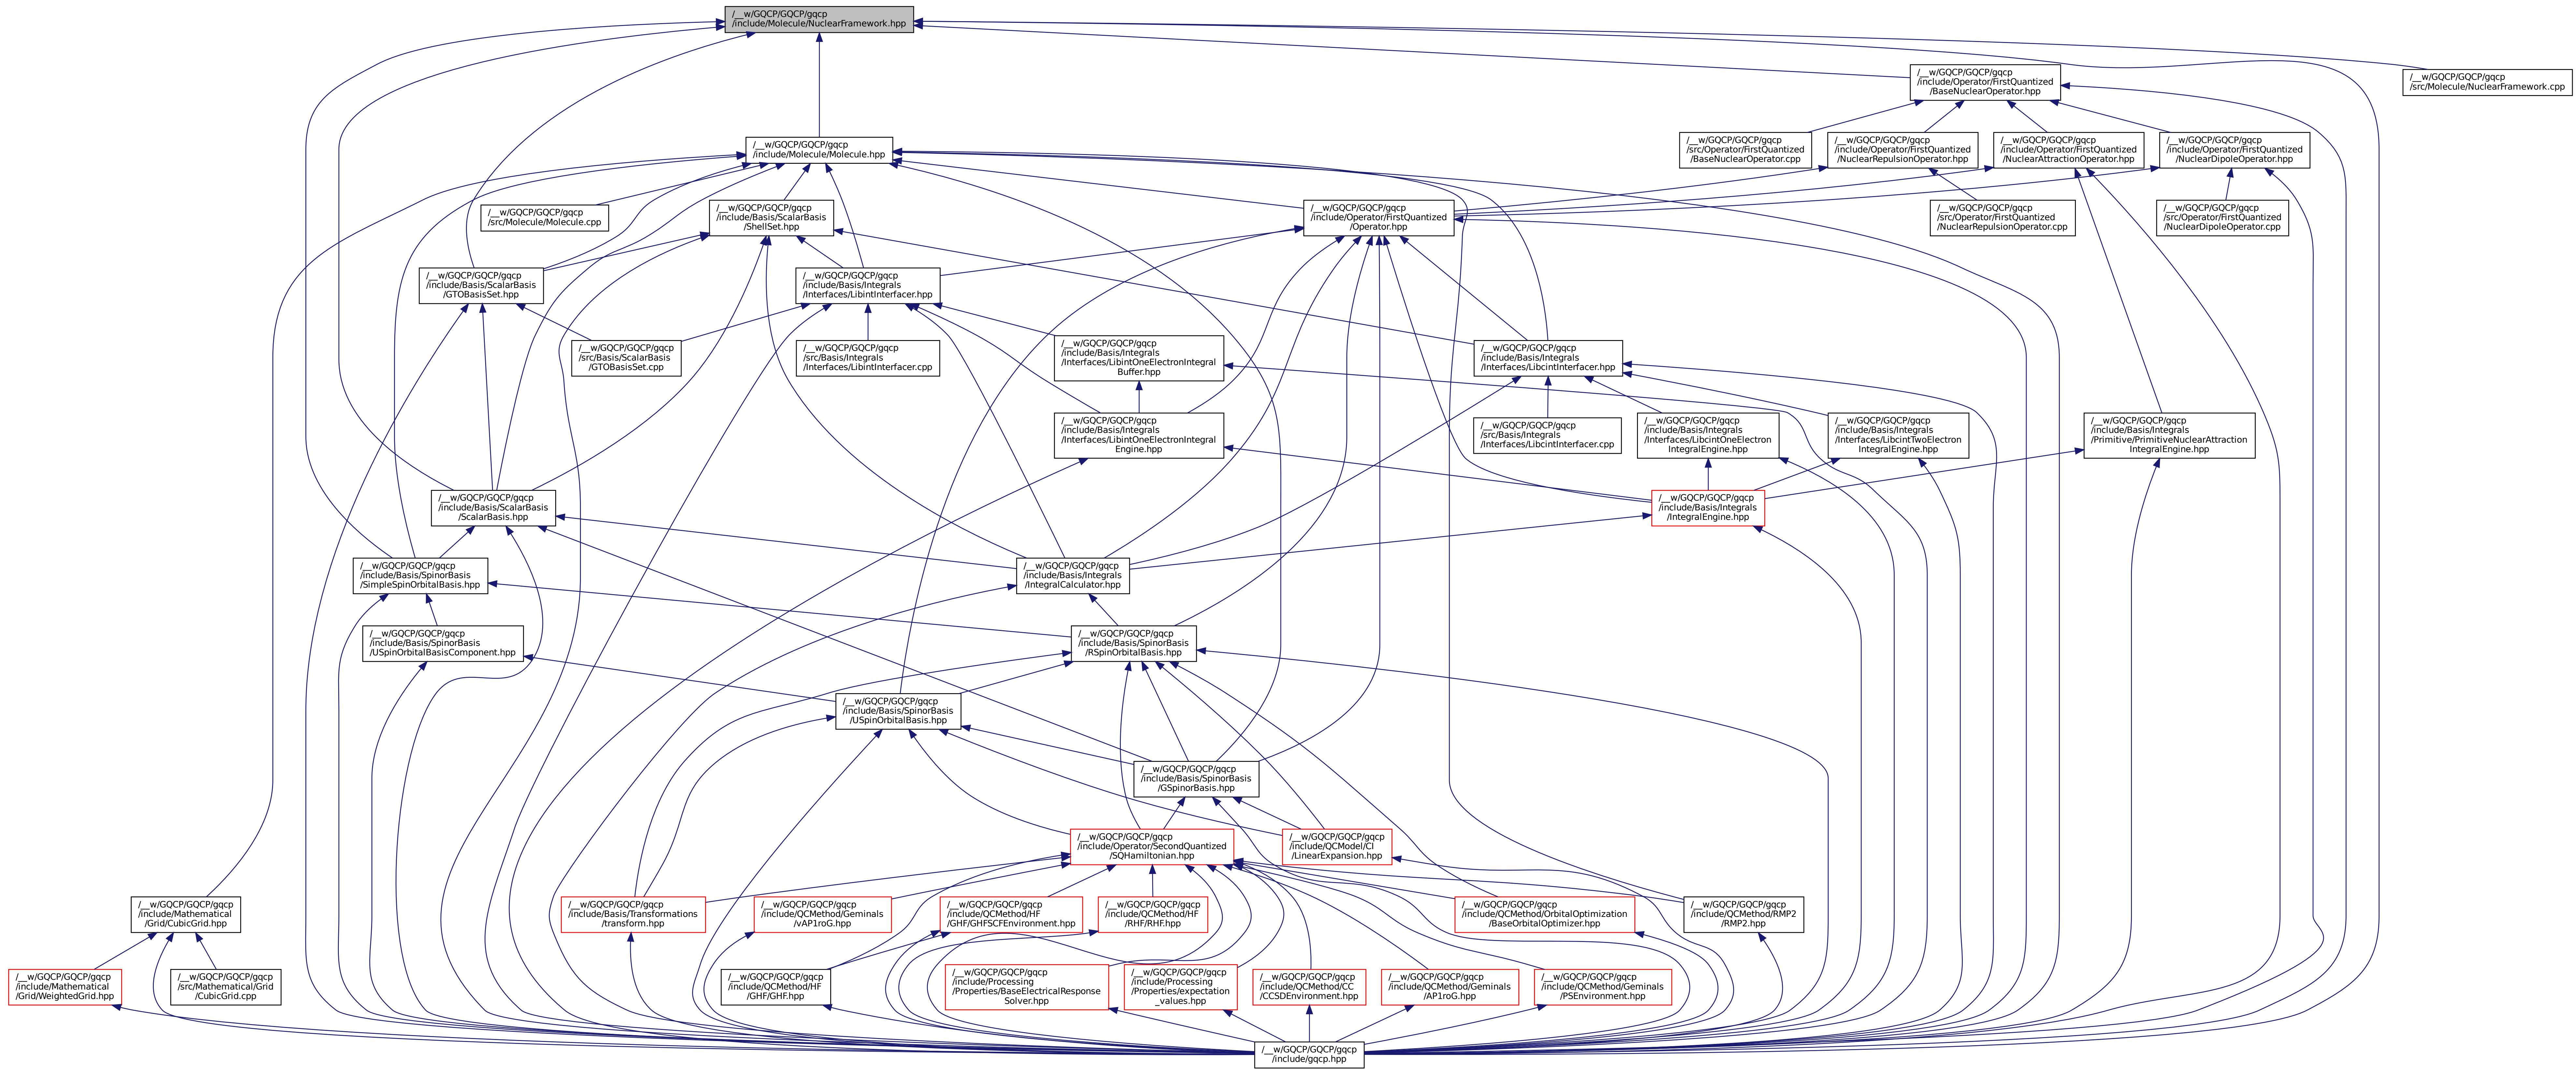 /__w/GQCP/GQCP/gqcp
/include/Molecule/NuclearFramework.hpp
/__w/GQCP/GQCP/gqcp
/include/Operator/FirstQuantized
/BaseNuclearOperator.hpp
/__w/GQCP/GQCP/gqcp
/src/Molecule/NuclearFramework.cpp
/__w/GQCP/GQCP/gqcp
/include/Molecule/Molecule.hpp
/__w/GQCP/GQCP/gqcp
/src/Operator/FirstQuantized
/BaseNuclearOperator.cpp
/__w/GQCP/GQCP/gqcp
/include/Operator/FirstQuantized
/NuclearRepulsionOperator.hpp
/__w/GQCP/GQCP/gqcp
/include/Operator/FirstQuantized
/NuclearAttractionOperator.hpp
/__w/GQCP/GQCP/gqcp
/include/Operator/FirstQuantized
/NuclearDipoleOperator.hpp
/__w/GQCP/GQCP/gqcp
/src/Molecule/Molecule.cpp
/__w/GQCP/GQCP/gqcp
/include/Basis/ScalarBasis
/ShellSet.hpp
/__w/GQCP/GQCP/gqcp
/include/Operator/FirstQuantized
/Operator.hpp
/__w/GQCP/GQCP/gqcp
/src/Operator/FirstQuantized
/NuclearRepulsionOperator.cpp
/__w/GQCP/GQCP/gqcp
/src/Operator/FirstQuantized
/NuclearDipoleOperator.cpp
/__w/GQCP/GQCP/gqcp
/include/Basis/ScalarBasis
/GTOBasisSet.hpp
/__w/GQCP/GQCP/gqcp
/include/Basis/Integrals
/Interfaces/LibintInterfacer.hpp
/__w/GQCP/GQCP/gqcp
/src/Basis/ScalarBasis
/GTOBasisSet.cpp
/__w/GQCP/GQCP/gqcp
/src/Basis/Integrals
/Interfaces/LibintInterfacer.cpp
/__w/GQCP/GQCP/gqcp
/include/Basis/Integrals
/Interfaces/LibintOneElectronIntegral
Buffer.hpp
/__w/GQCP/GQCP/gqcp
/include/Basis/Integrals
/Interfaces/LibcintInterfacer.hpp
/__w/GQCP/GQCP/gqcp
/include/Basis/Integrals
/Interfaces/LibintOneElectronIntegral
Engine.hpp
/__w/GQCP/GQCP/gqcp
/src/Basis/Integrals
/Interfaces/LibcintInterfacer.cpp
/__w/GQCP/GQCP/gqcp
/include/Basis/Integrals
/Interfaces/LibcintOneElectron
IntegralEngine.hpp
/__w/GQCP/GQCP/gqcp
/include/Basis/Integrals
/Interfaces/LibcintTwoElectron
IntegralEngine.hpp
/__w/GQCP/GQCP/gqcp
/include/Basis/Integrals
/Primitive/PrimitiveNuclearAttraction
IntegralEngine.hpp
/__w/GQCP/GQCP/gqcp
/include/Basis/ScalarBasis
/ScalarBasis.hpp
/__w/GQCP/GQCP/gqcp
/include/Basis/Integrals
/IntegralEngine.hpp
/__w/GQCP/GQCP/gqcp
/include/Basis/SpinorBasis
/SimpleSpinOrbitalBasis.hpp
/__w/GQCP/GQCP/gqcp
/include/Basis/Integrals
/IntegralCalculator.hpp
/__w/GQCP/GQCP/gqcp
/include/Basis/SpinorBasis
/USpinOrbitalBasisComponent.hpp
/__w/GQCP/GQCP/gqcp
/include/Basis/SpinorBasis
/RSpinOrbitalBasis.hpp
/__w/GQCP/GQCP/gqcp
/include/Basis/SpinorBasis
/USpinOrbitalBasis.hpp
/__w/GQCP/GQCP/gqcp
/include/Basis/SpinorBasis
/GSpinorBasis.hpp
/__w/GQCP/GQCP/gqcp
/include/Operator/SecondQuantized
/SQHamiltonian.hpp
/__w/GQCP/GQCP/gqcp
/include/QCModel/CI
/LinearExpansion.hpp
/__w/GQCP/GQCP/gqcp
/include/Mathematical
/Grid/CubicGrid.hpp
/__w/GQCP/GQCP/gqcp
/include/Basis/Transformations
/transform.hpp
/__w/GQCP/GQCP/gqcp
/include/QCMethod/Geminals
/vAP1roG.hpp
/__w/GQCP/GQCP/gqcp
/include/QCMethod/HF
/GHF/GHFSCFEnvironment.hpp
/__w/GQCP/GQCP/gqcp
/include/QCMethod/HF
/RHF/RHF.hpp
/__w/GQCP/GQCP/gqcp
/include/QCMethod/OrbitalOptimization
/BaseOrbitalOptimizer.hpp
/__w/GQCP/GQCP/gqcp
/include/QCMethod/RMP2
/RMP2.hpp
/__w/GQCP/GQCP/gqcp
/include/Mathematical
/Grid/WeightedGrid.hpp
/__w/GQCP/GQCP/gqcp
/src/Mathematical/Grid
/CubicGrid.cpp
/__w/GQCP/GQCP/gqcp
/include/QCMethod/HF
/GHF/GHF.hpp
/__w/GQCP/GQCP/gqcp
/include/Processing
/Properties/BaseElectricalResponse
Solver.hpp
/__w/GQCP/GQCP/gqcp
/include/Processing
/Properties/expectation
_values.hpp
/__w/GQCP/GQCP/gqcp
/include/QCMethod/CC
/CCSDEnvironment.hpp
/__w/GQCP/GQCP/gqcp
/include/QCMethod/Geminals
/AP1roG.hpp
/__w/GQCP/GQCP/gqcp
/include/QCMethod/Geminals
/PSEnvironment.hpp
/__w/GQCP/GQCP/gqcp
/include/gqcp.hpp